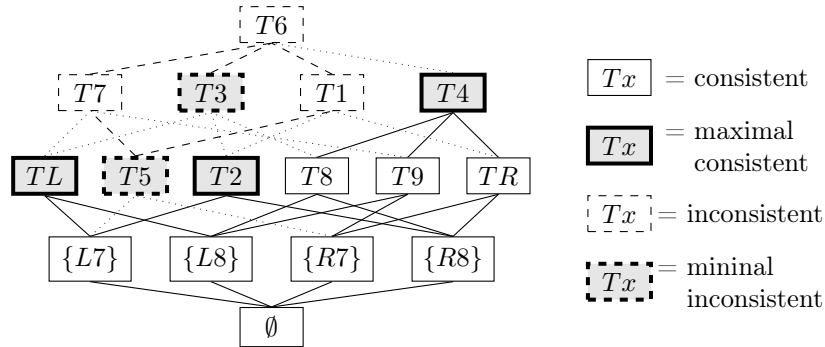 T6
T7 T3 T1 T4
TL T5 T2 T8 T9 TR
{L7} {L8} {R7} {R8}
∅
Tx = consistent
Tx = maximal
consistent
Tx = inconsistent
Tx = mininal
inconsistent